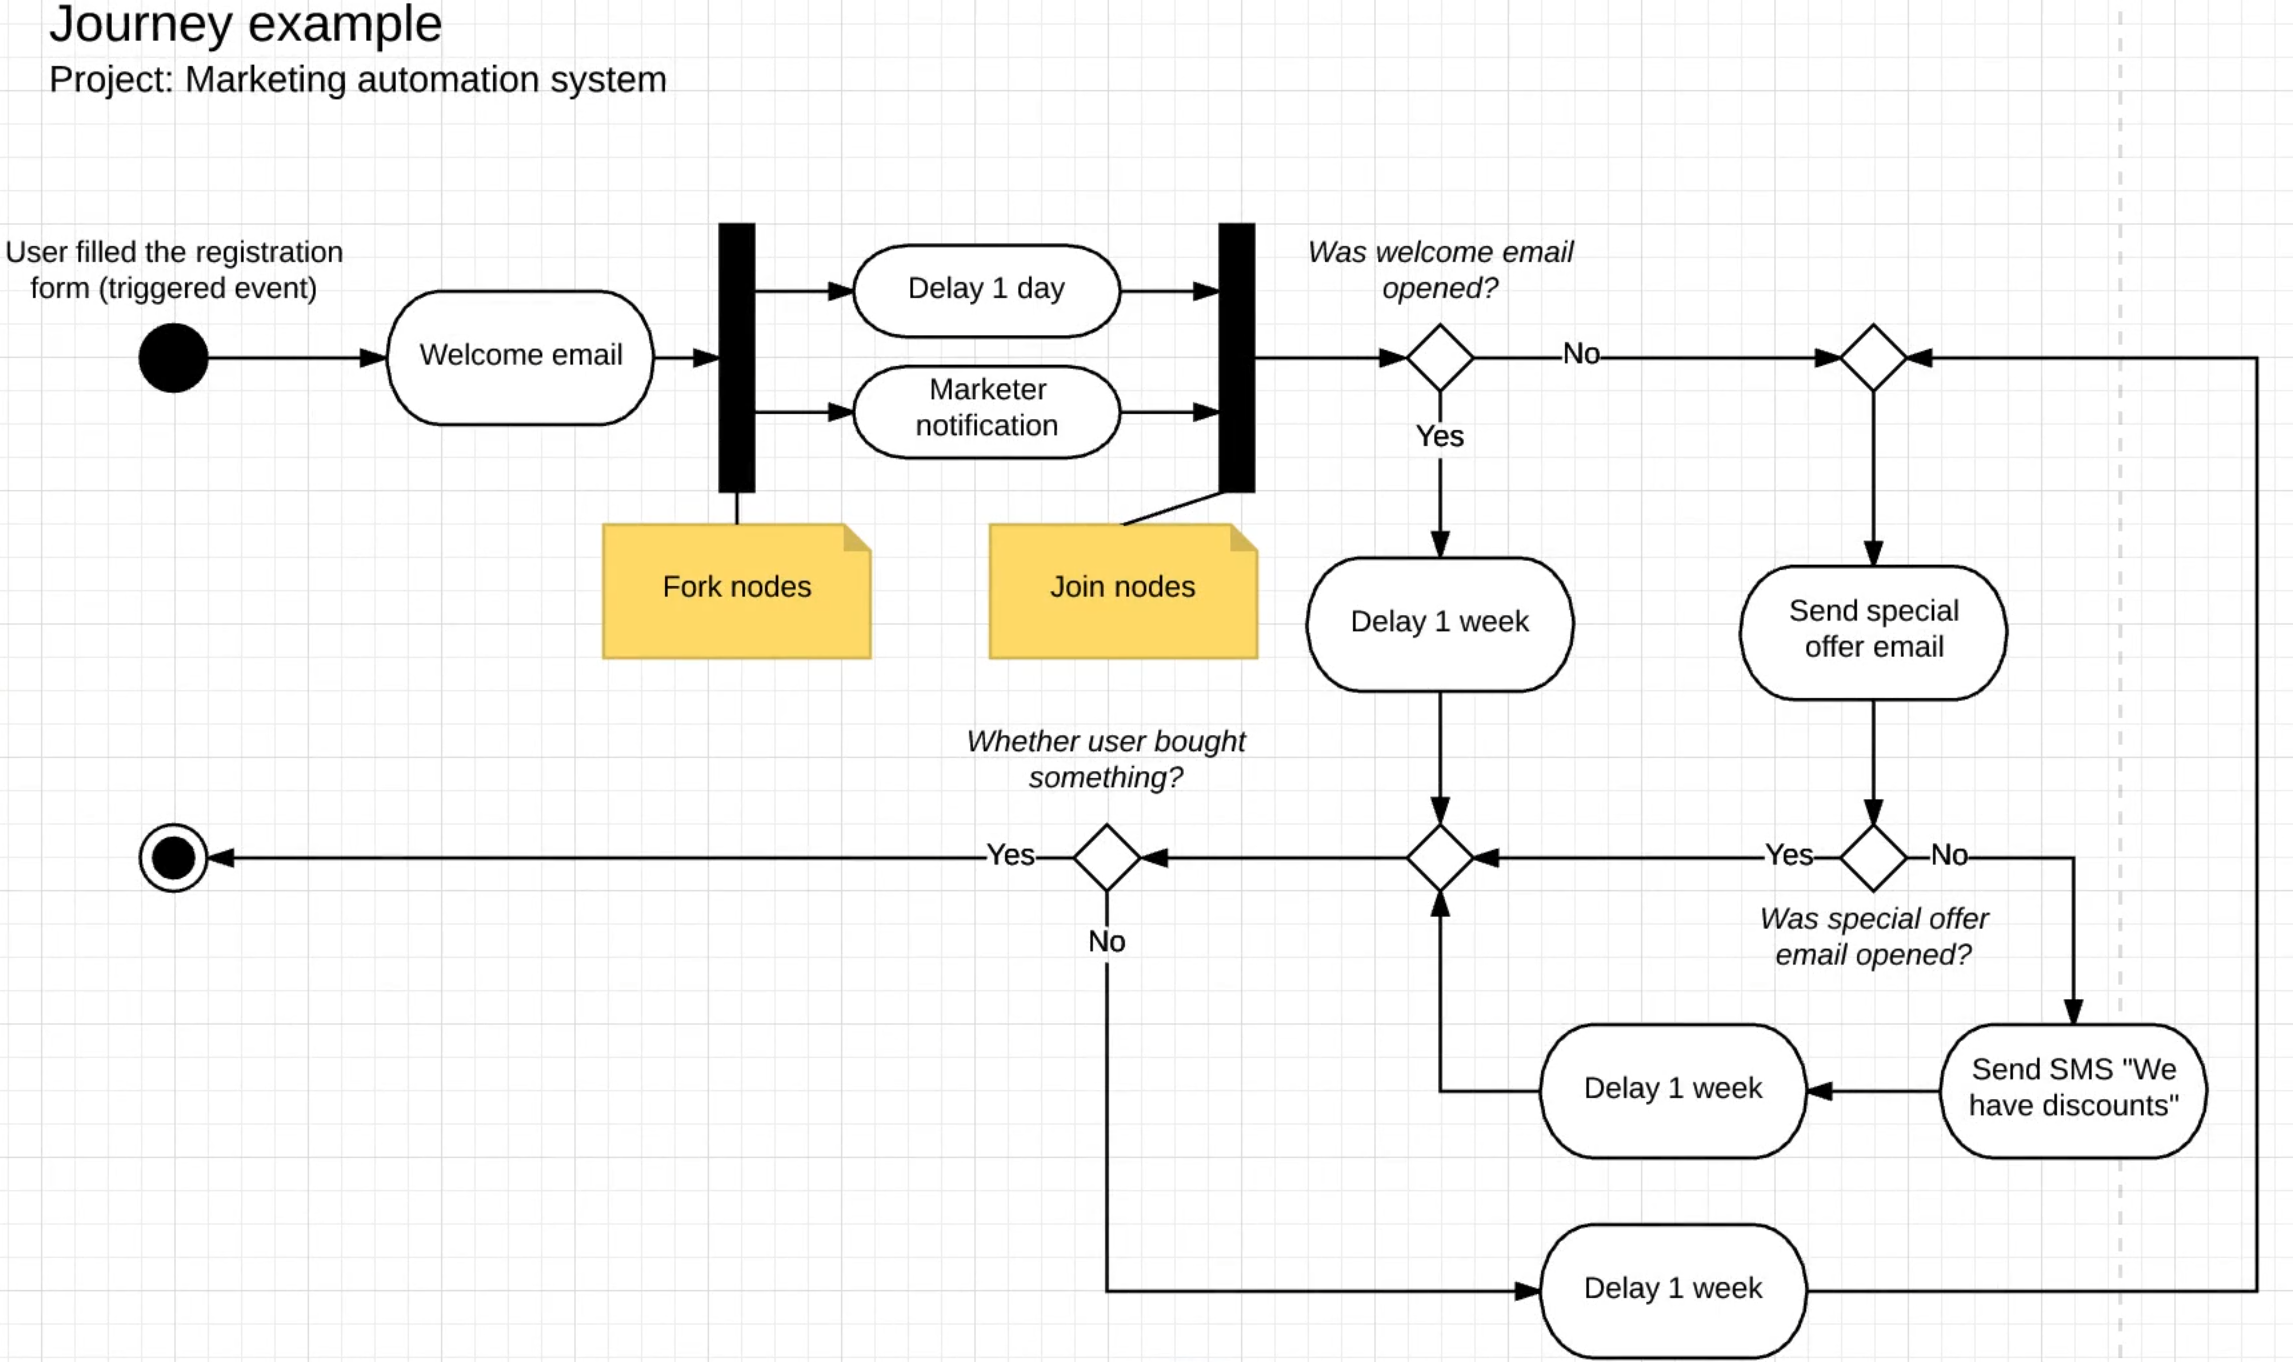 Journey example
Project: Marketing automation system
User filled the registration
form (triggered event)
Welcome email
Delay 1 day
Marketer
notification
Was welcome email
opened?
No
Yes
Fork nodes
Join nodes
Delay 1 week
Send special
offer email
Whether user bought
something?
Yes
Yes
No
No
Was special offer
email opened?
Delay 1 week
Send SMS "We
have discounts"
Delay 1 week